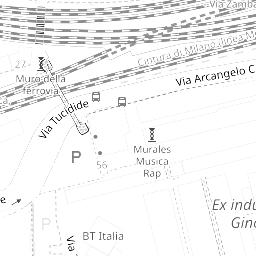 Via Zamba
Cintura di Milano (linea Me
27
Muro della
ferrovia
Via Arcangelo C
Via Tucidide
P
56
Murales
Musica
Rap
Ex indu
Gino
P
BT Italia
Via